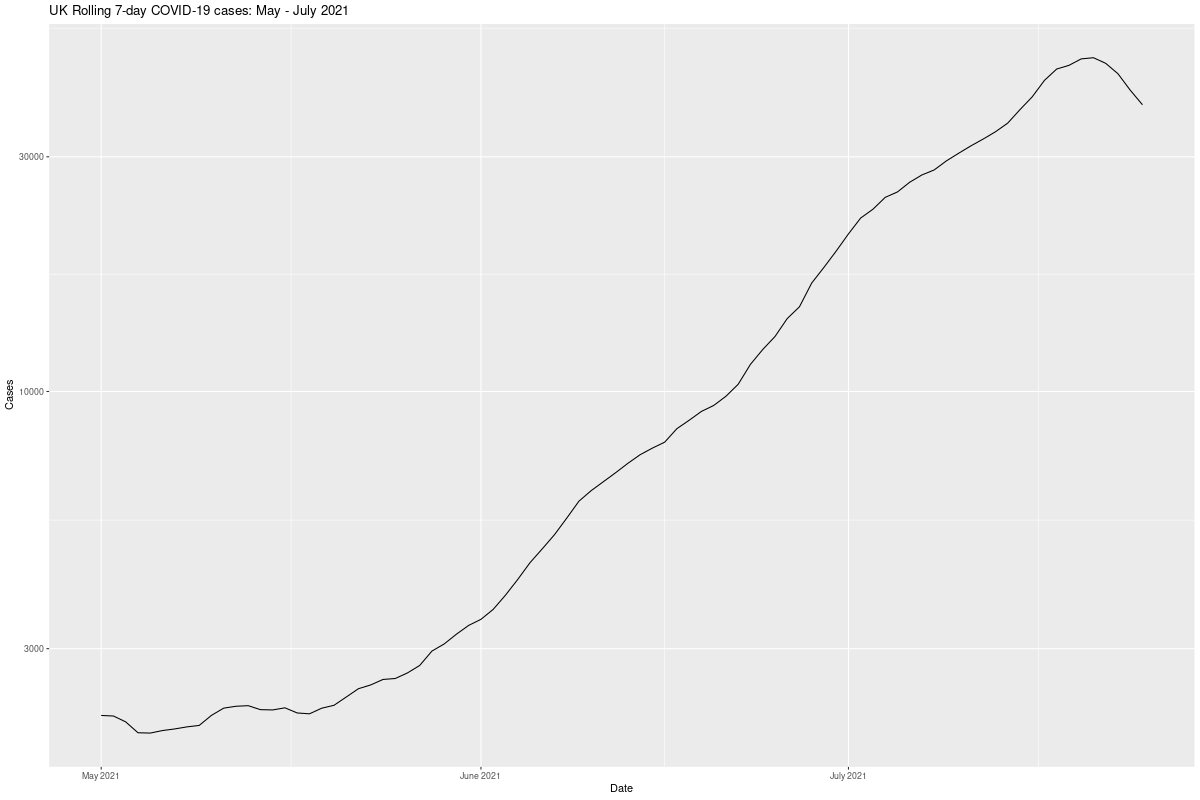 UK Rolling 7-day COVID-19 cases: May - July 2021
30000
10000
3000
Cases
May 2021
June 2021
July 2021
Date